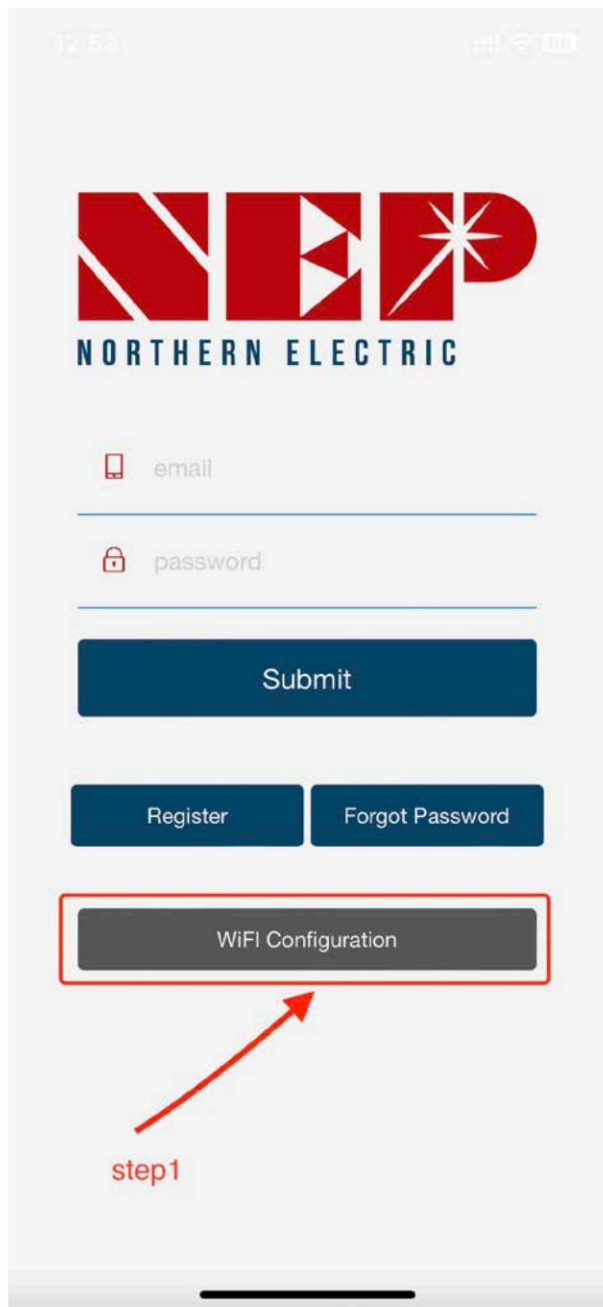 12:52
NEP
NORTHERN ELECTRIC
email
password
Submit
Register
Forgot Password
WiFI Configuration
step1